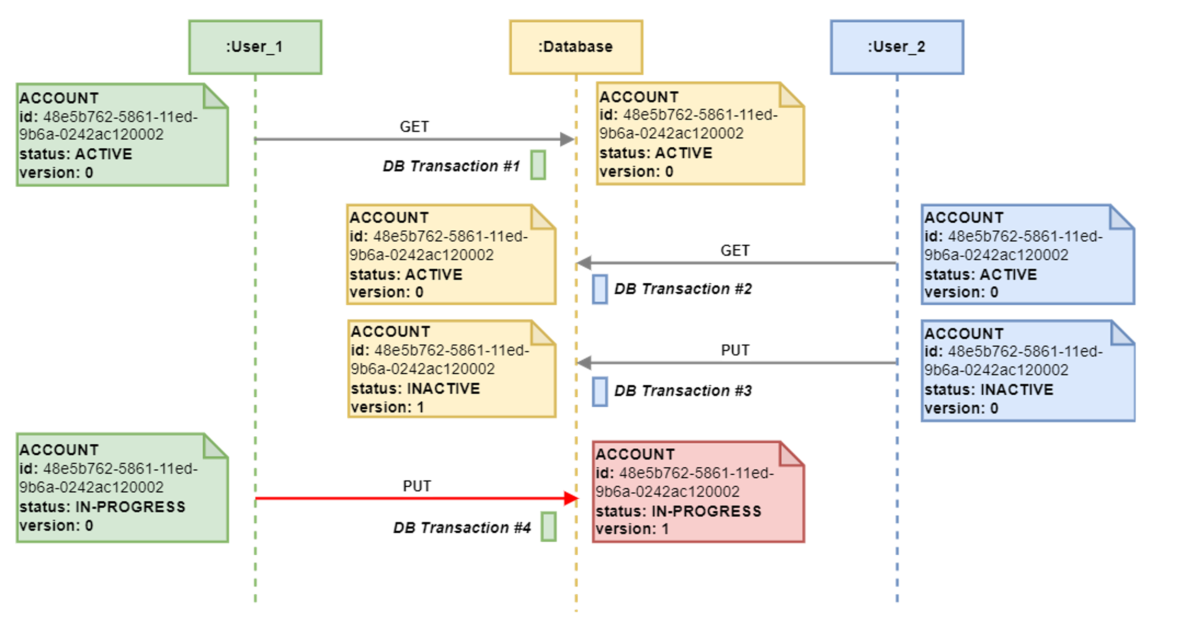 :User_1
:Database
:User_2
ACCOUNT
id: 48e5b762-5861-11ed-
9b6a-0242ac120002
status: ACTIVE
version: 0
GET
DB Transaction #1
ACCOUNT
id: 48e5b762-5861-11ed-
9b6a-0242ac120002
status: ACTIVE
version: 0
ACCOUNT
id: 48e5b762-5861-11ed-
9b6a-0242ac120002
status: ACTIVE
version: 0
GET
DB Transaction #2
ACCOUNT
id: 48e5b762-5861-11ed-
9b6a-0242ac120002
status: ACTIVE
version: 0
ACCOUNT
id: 48e5b762-5861-11ed-
9b6a-0242ac120002
status: INACTIVE
version: 1
PUT
DB Transaction #3
ACCOUNT
id: 48e5b762-5861-11ed-
9b6a-0242ac120002
status: INACTIVE
version: 0
ACCOUNT
id: 48e5b762-5861-11ed-
9b6a-0242ac120002
status: IN-PROGRESS
version: 0
PUT
DB Transaction #4
ACCOUNT
id: 48e5b762-5861-11ed-
9b6a-0242ac120002
status: IN-PROGRESS
version: 1